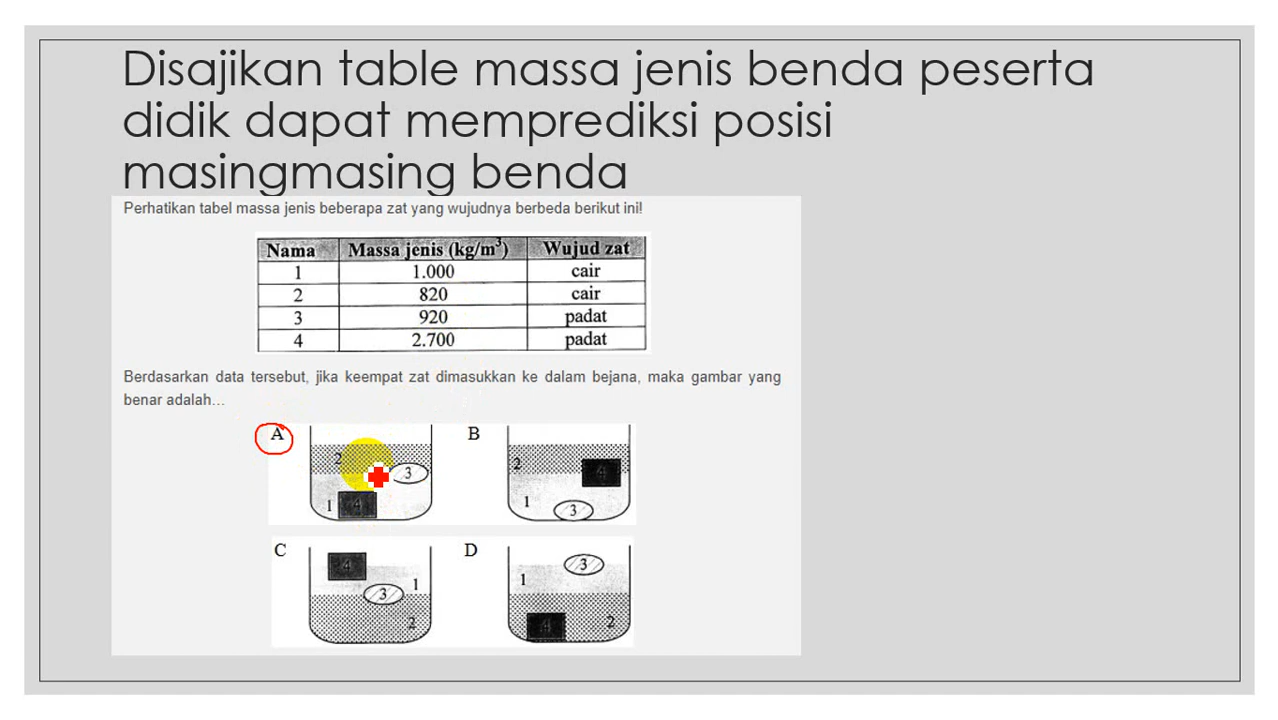 Disajikan table massa jenis benda peserta
didik dapat memprediksi posisi
masingmasing benda
Perhatikan tabel massa jenis beberapa zat yang wujudnya berbeda berikut ini!
Nama Massa jenis (kg/m³) Wujud zat
1 1.000 cair
2 820 cair
3 920 padat
4 2.700 padat
Berdasarkan data tersebut, jika keempat zat dimasukkan ke dalam bejana, maka gambar yang
benar adalah...
A
2
3
1
4
B
2
4
1
3
C
4
1
3
2
D
3
1
4
2